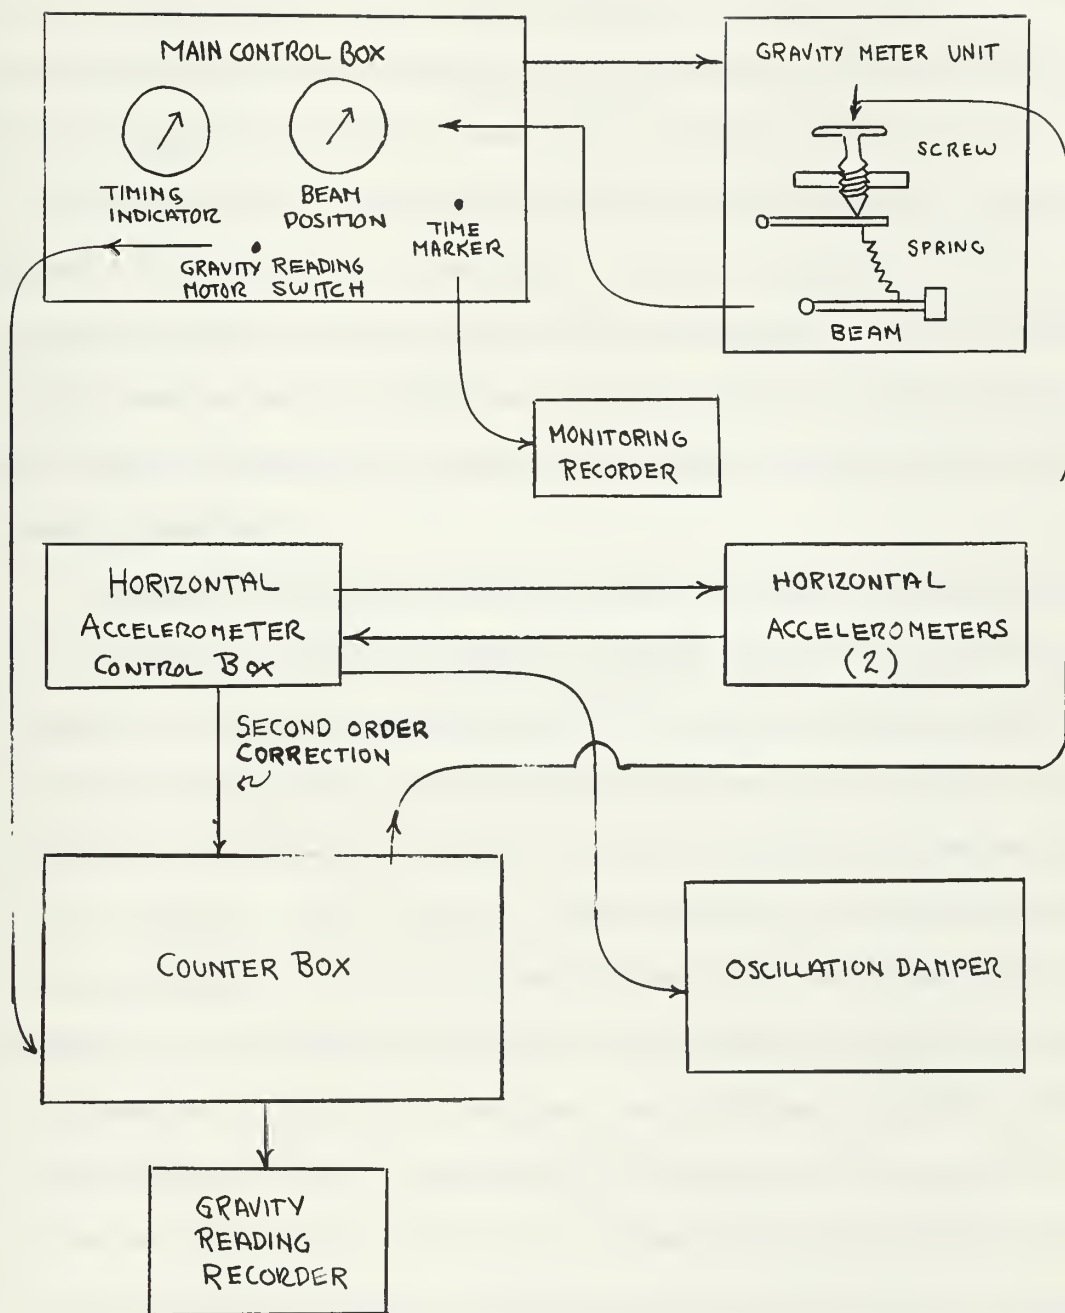 MAIN CONTROL BOX
TIMING
INDICATOR
BEAM
POSITION
TIME
MARKER
GRAVITY READING
MOTOR SWITCH
GRAVITY METER UNIT
SCREW
SPRING
BEAM
MONITORING
RECORDER
HORIZONTAL
ACCELEROMETER
CONTROL BOX
HORIZONTAL
ACCELEROMETERS
(2)
SECOND ORDER
CORRECTION
COUNTER BOX
OSCILLATION DAMPER
GRAVITY
READING
RECORDER